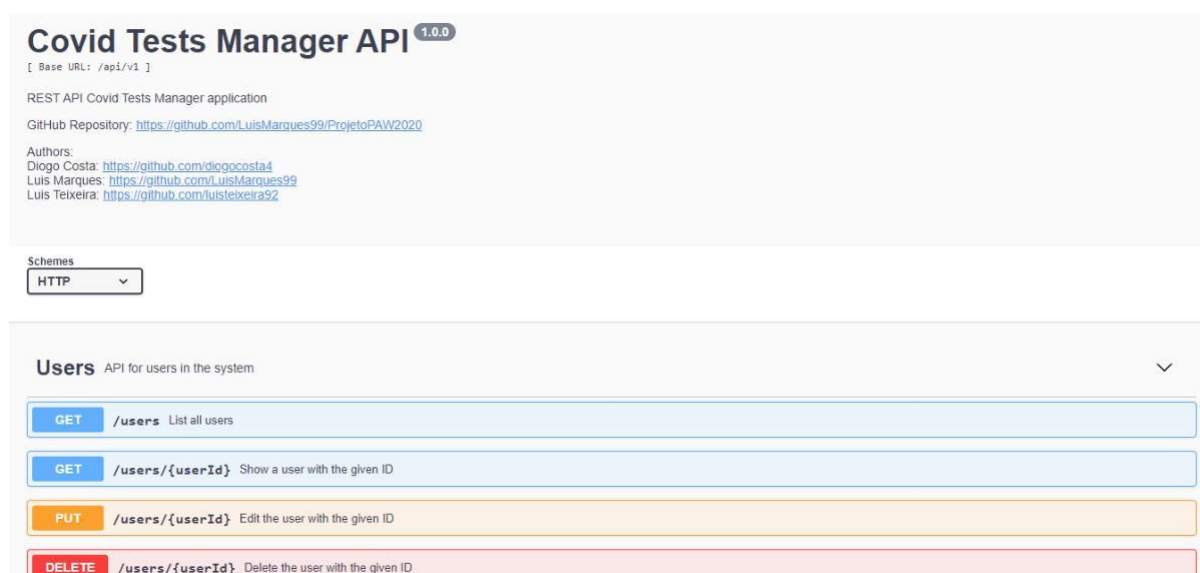 Covid Tests Manager API 1.0.0
[ Base URL: /api/v1 ]
REST API Covid Tests Manager application
GitHub Repository: https://github.com/LuisMarques99/ProjetoPAW2020
Authors:
Diogo Costa: https://github.com/diogocosta4
Luis Marques: https://github.com/LuisMarques99
Luis Teixeira: https://github.com/luisteixeira92
Schemes
HTTP
Users API for users in the system
GET /users List all users
GET /users/{userId} Show a user with the given ID
PUT /users/{userId} Edit the user with the given ID
DELETE /users/{userId} Delete the user with the given ID